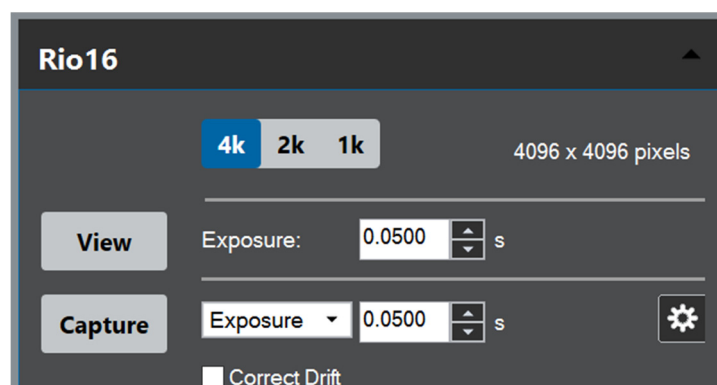 Rio16
4k 2k 1k 4096 x 4096 pixels
View Exposure: 0.0500 s
Capture Exposure 0.0500 s
Correct Drift